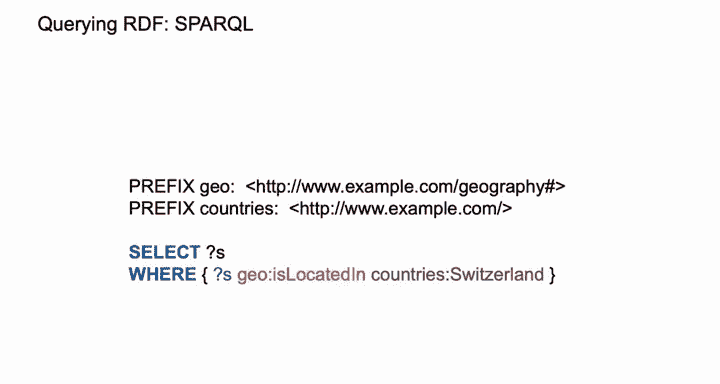 Querying RDF: SPARQL
PREFIX geo: <http://www.example.com/geography#>
PREFIX countries: <http://www.example.com/>
SELECT ?s
WHERE { ?s geo:isLocatedIn countries:Switzerland }